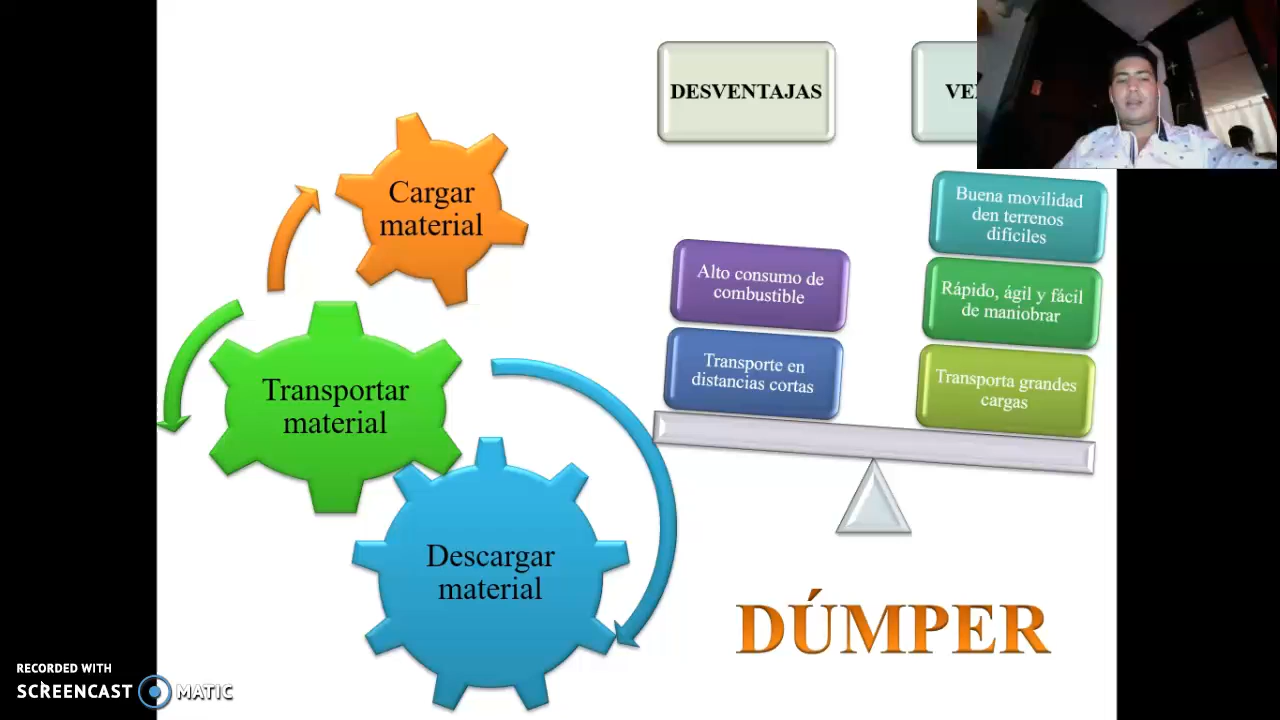 DESVENTAJAS
Cargar
material
Transportar
material
Descargar
material
Alto consumo de
combustible
Transporte en
distancias cortas
Buena movilidad
den terrenos
dificiles
Rápido, ágil y fácil
de maniobrar
Transporta grandes
cargas
DÚMPER
RECORDED WITH
SCREENCAST MATIC